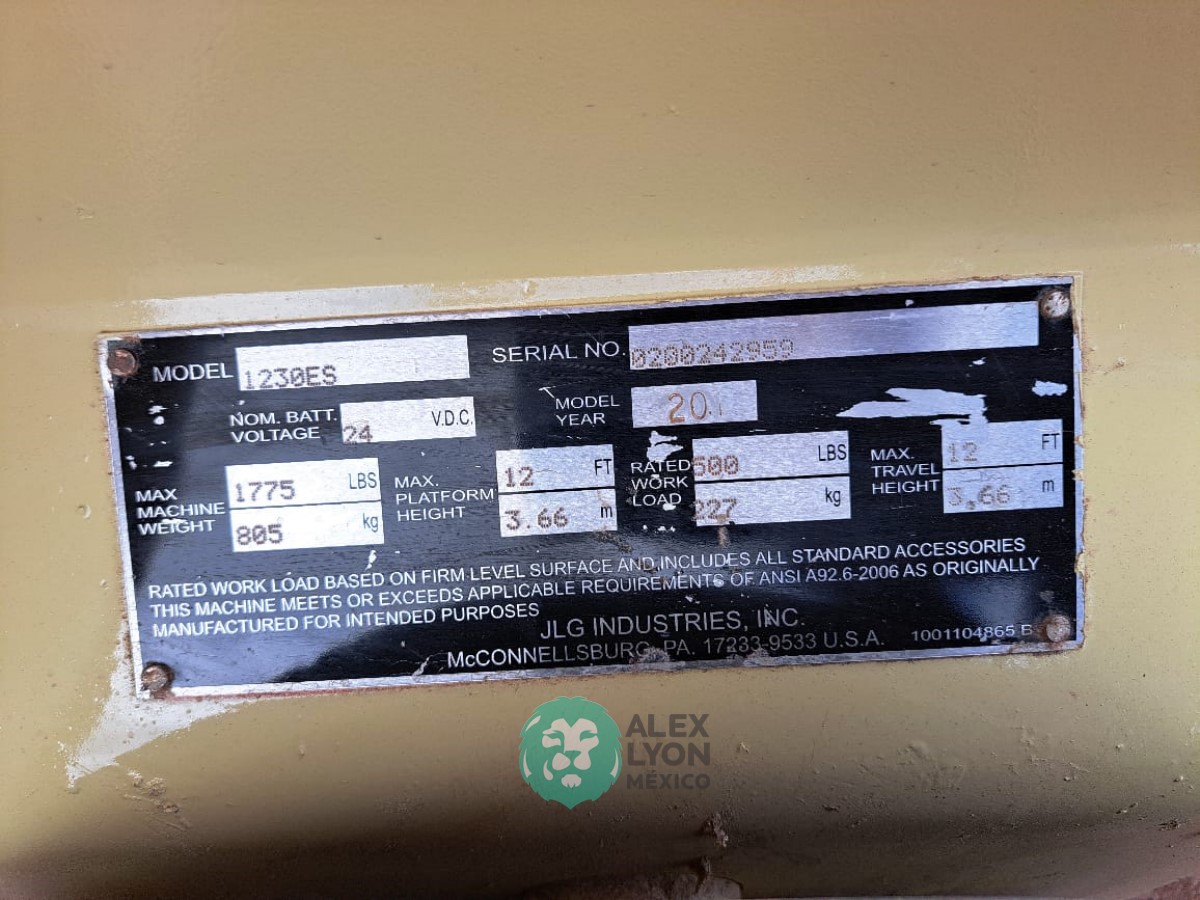 MODEL 1230ES SERIAL NO. 0200242959
NOM. BATT. VOLTAGE 24 V.D.C. MODEL YEAR
MAX MACHINE WEIGHT 1775 LBS 805 kg MAX. PLATFORM HEIGHT 12 FT 3.66 m RATED WORK LOAD 500 LBS 227 kg MAX. TRAVEL HEIGHT 12 FT 3.66 m
RATED WORK LOAD BASED ON FIRM LEVEL SURFACE AND INCLUDES ALL STANDARD ACCESSORIES
THIS MACHINE MEETS OR EXCEEDS APPLICABLE REQUIREMENTS OF ANSI A92.6-2006 AS ORIGINALLY
MANUFACTURED FOR INTENDED PURPOSES
JLG INDUSTRIES, INC.
McCONNELLSBURG, PA. 17233-9533 U.S.A. 1001104865 B
ALEX
LYON
MÉXICO